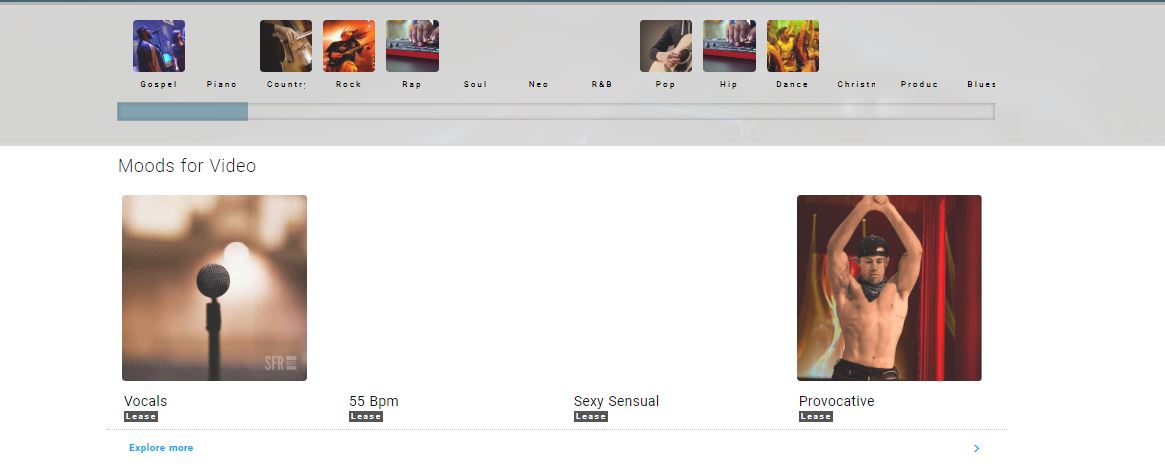 Gospel Piano Country Rock Rap Soul Neo R&B Pop Hip Dance Christn Produc Blues
Moods for Video
SFR
Vocals 55 Bpm Sexy Sensual Provocative
Lease Lease Lease Lease
Explore more